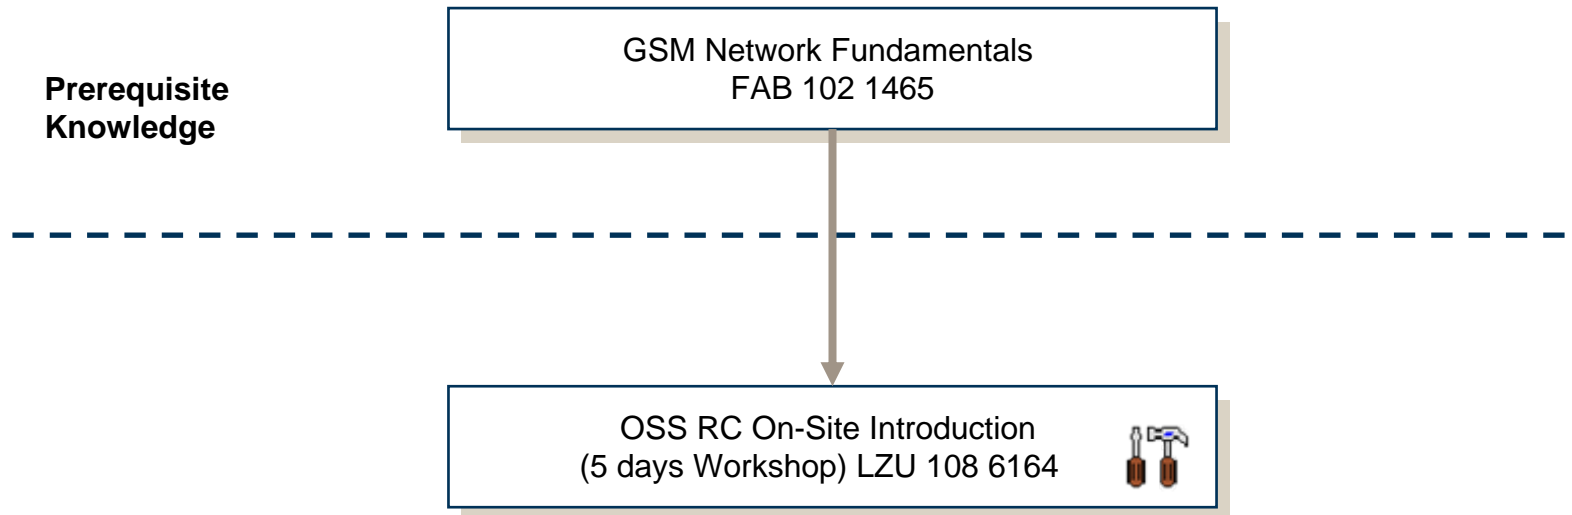 GSM Network Fundamentals
FAB 102 1465
Prerequisite
Knowledge
OSS RC On-Site Introduction
(5 days Workshop) LZU 108 6164